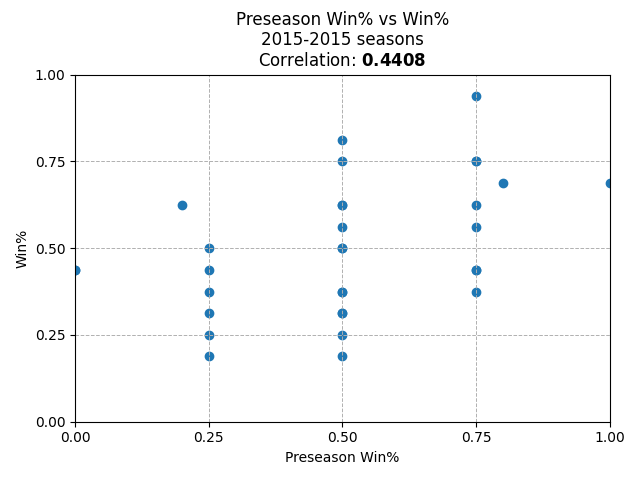 Preseason Win% vs Win%
2015-2015 seasons
Correlation: 0.4408
1.00
0.75
Win%
0.50
0.25
0.00
0.00 0.25 0.50 0.75 1.00
Preseason Win%